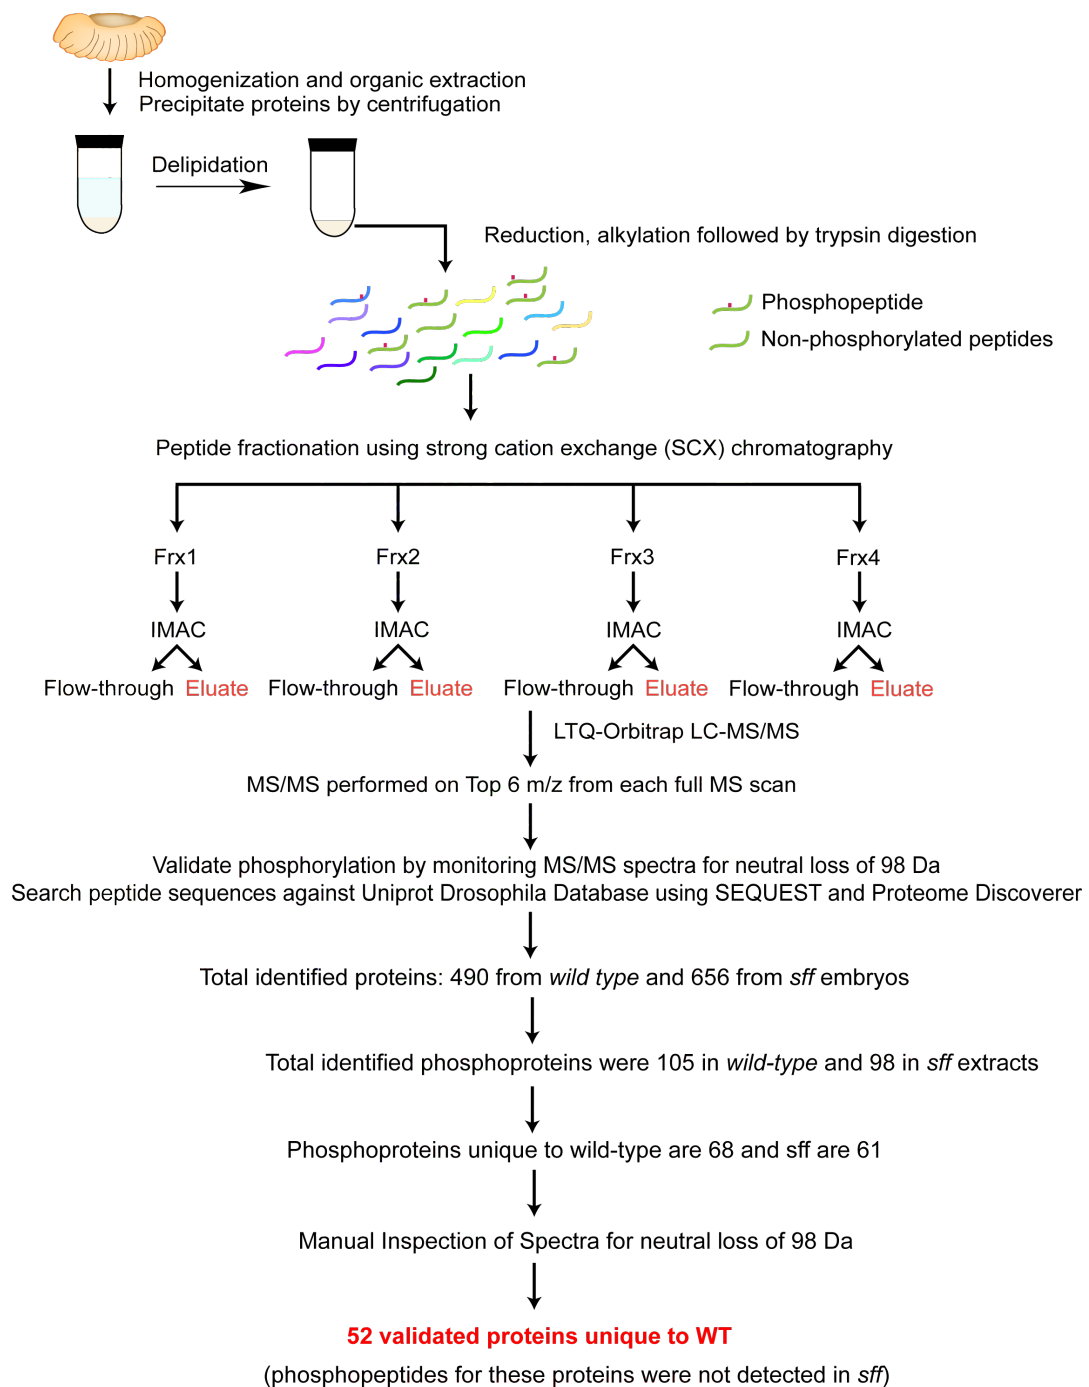 Homogenization and organic extraction
Precipitate proteins by centrifugation
Delipidation
Reduction, alkylation followed by trypsin digestion
Phosphopeptide
Non-phosphorylated peptides
Peptide fractionation using strong cation exchange (SCX) chromatography
Frx1 Frx2 Frx3 Frx4
IMAC IMAC IMAC IMAC
Flow-through Eluate Flow-through Eluate Flow-through Eluate Flow-through Eluate
LTQ-Orbitrap LC-MS/MS
MS/MS performed on Top 6 m/z from each full MS scan
Validate phosphorylation by monitoring MS/MS spectra for neutral loss of 98 Da
Search peptide sequences against Uniprot Drosophila Database using SEQUEST and Proteome Discoverer
Total identified proteins: 490 from wild type and 656 from sff embryos
Total identified phosphoproteins were 105 in wild-type and 98 in sff extracts
Phosphoproteins unique to wild-type are 68 and sff are 61
Manual Inspection of Spectra for neutral loss of 98 Da
52 validated proteins unique to WT
(phosphopeptides for these proteins were not detected in sff)